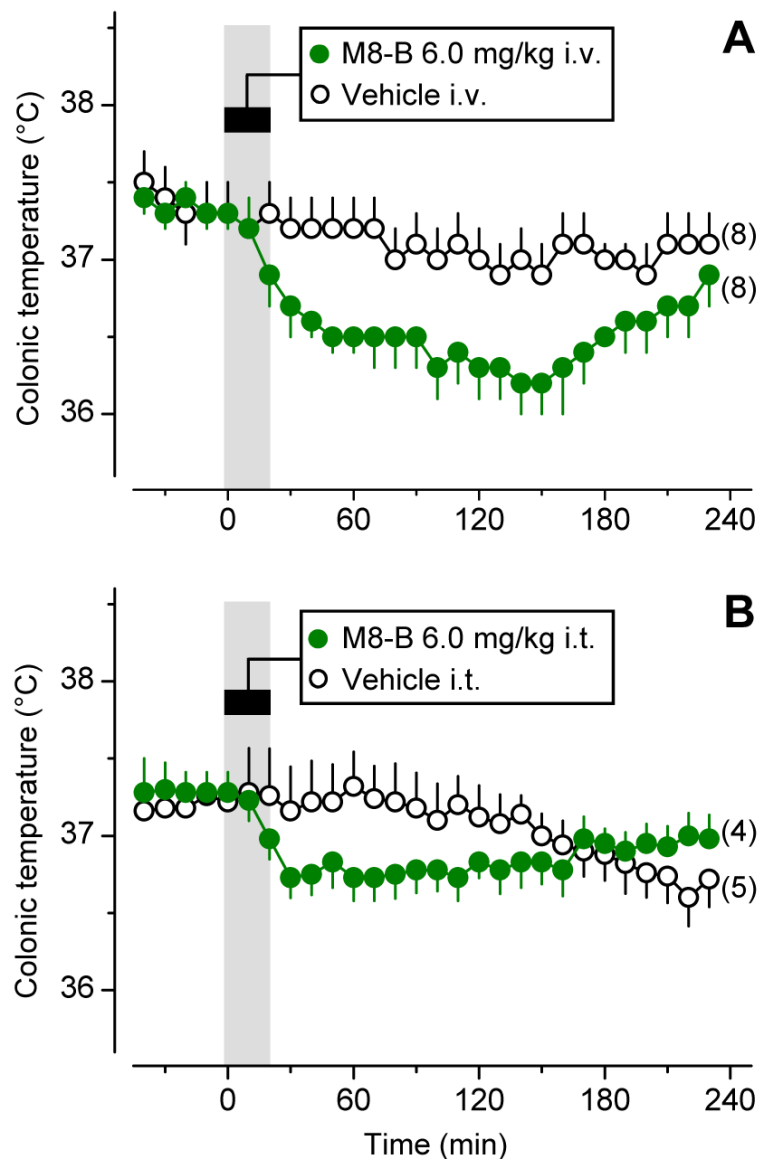 A
M8-B 6.0 mg/kg i.v.
Vehicle i.v.
Colonic temperature (°C)
38
37
36
(8)
(8)
0 60 120 180 240
B
M8-B 6.0 mg/kg i.t.
Vehicle i.t.
Colonic temperature (°C)
38
37
36
(4)
(5)
0 60 120 180 240
Time (min)